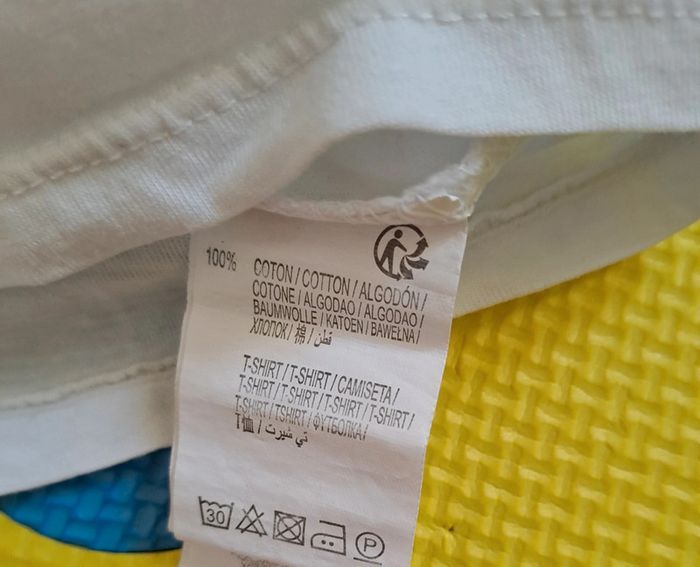 100% COTON / COTTON / ALGODÓN /
COTONE / ALGODAO / ALGODAO /
BAUMWOLLE / KATOEN / BAWEŁNA /
ХЛОПОК / 棉 / قطن /
T-SHIRT / T-SHIRT / CAMISETA /
T-SHIRT / T-SHIRT / T-SHIRT / T-SHIRT /
T-SHIRT / TSHIRT / ФУТБОЛКА /
T恤 / تي شيرت
30 P